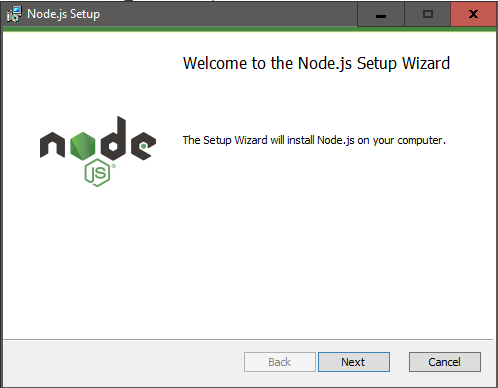 Node.js Setup
Welcome to the Node.js Setup Wizard
The Setup Wizard will install Node.js on your computer.
node
JS®
Back
Next
Cancel